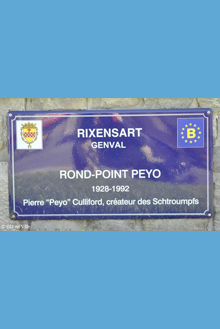 RIXENSART
GENVAL
B
ROND-POINT PEYO
1928-1992
Pierre "Peyo" Culliford, créateur des Schtroumpfs